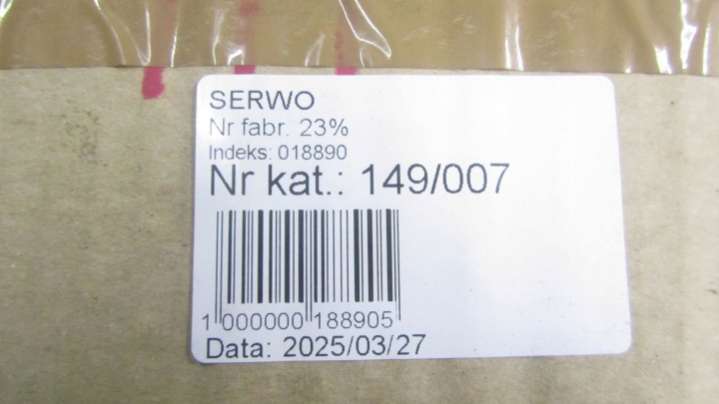 SERWO
Nr fabr. 23%
Indeks: 018890
Nr kat.: 149/007
1 000000 188905
Data: 2025/03/27